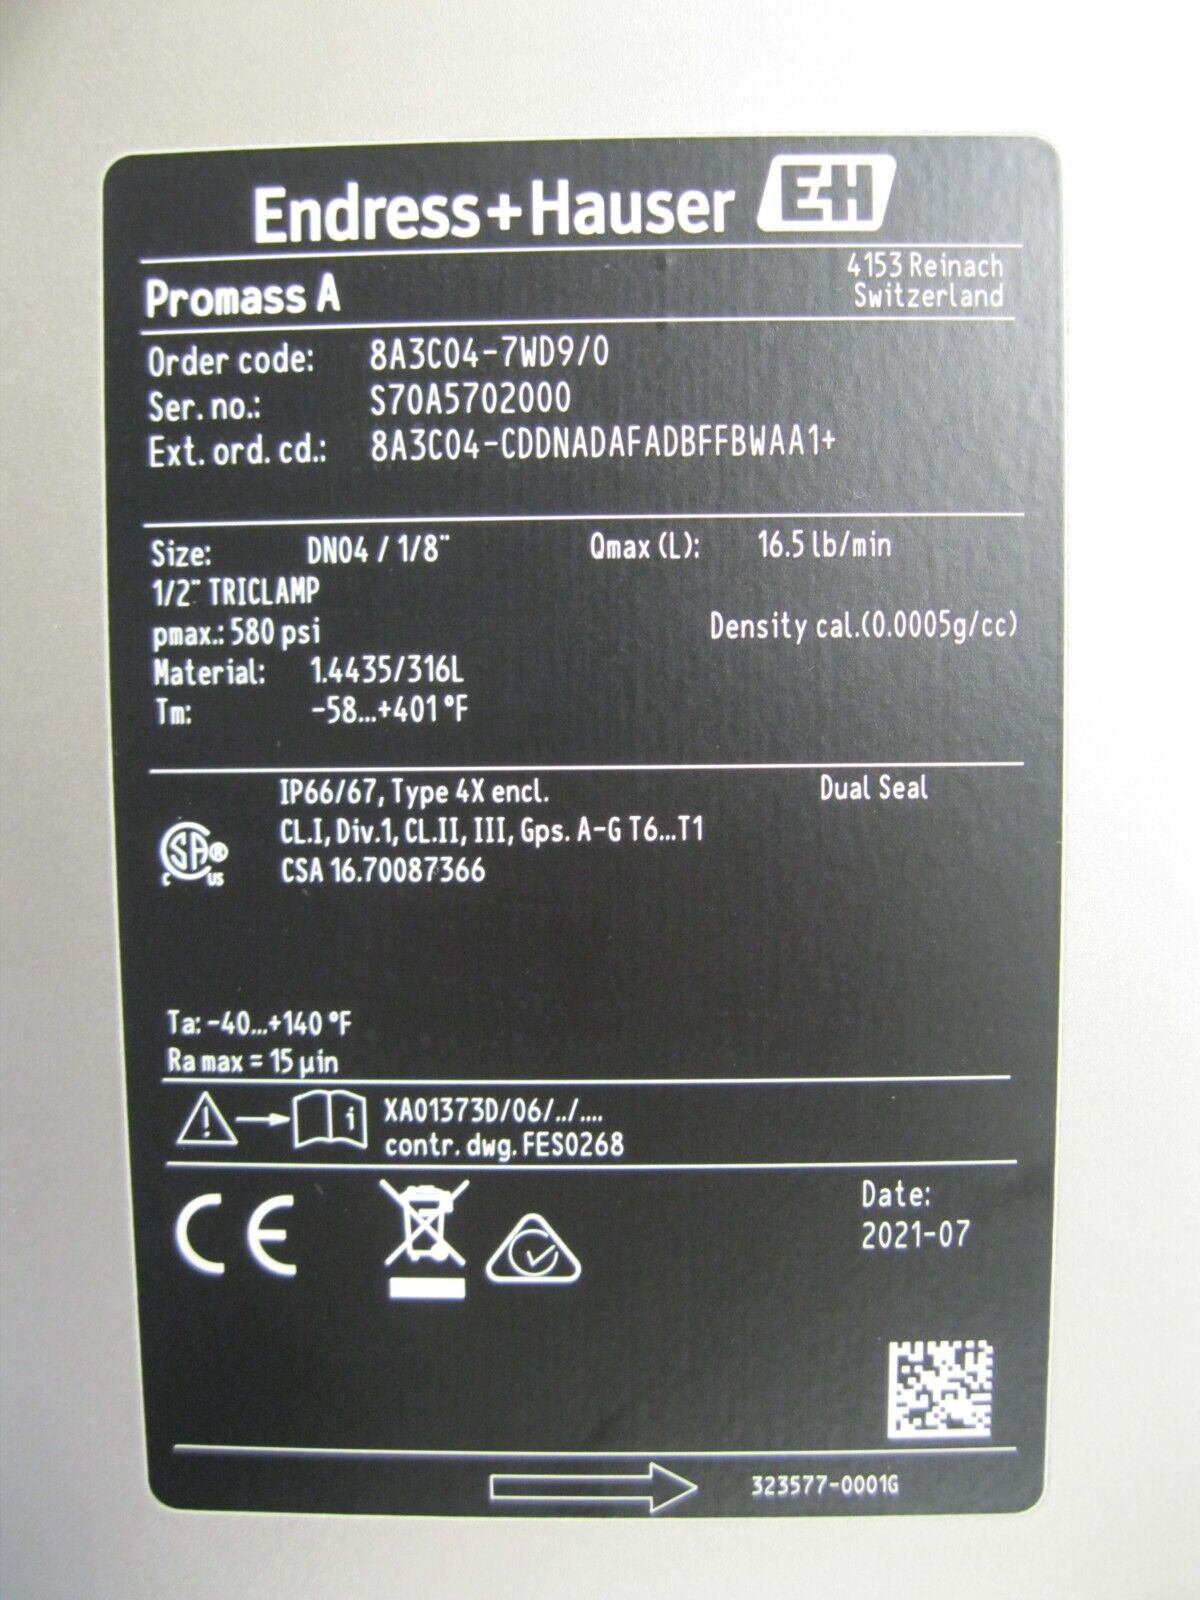 Endress+Hauser EH
4153 Reinach
Promass A
Switzerland
Order code: 8A3C04-7WD9/0
Ser. no.: S70A5702000
Ext. ord. cd.: 8A3C04-CDDNADAFADBFFBWAA1+
Size: DN04 / 1/8" Qmax (L): 16.5 lb/min
1/2" TRICLAMP
pmax.: 580 psi Density cal.(0.0005g/cc)
Material: 1.4435/316L
Tm: -58...+401 °F
IP66/67, Type 4X encl. Dual Seal
CL.I, Div.1, CL.II, III, Gps. A-G T6...T1
SA® C US
CSA 16.70087366
Ta: -40...+140 °F
Ra max = 15 µin
i XA01373D/06/../....
contr. dwg. FES0268
CE
Date:
2021-07
323577-0001G